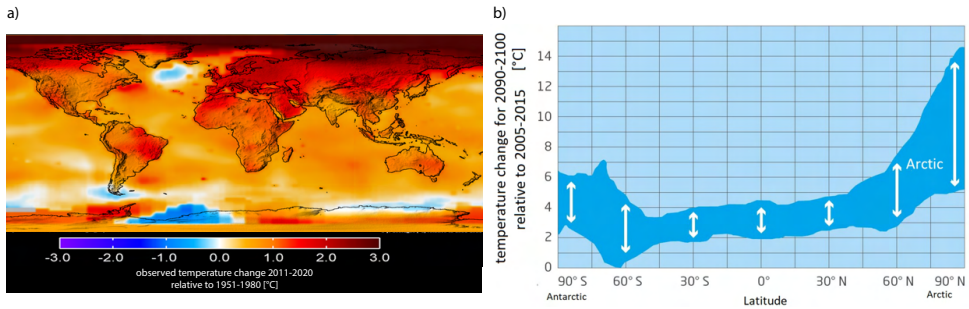 a)
-3.0 -2.0 -1.0 0.0 1.0 2.0 3.0
observed temperature change 2011-2020
relative to 1951-1980 [°C]
b)
temperature change for 2090-2100
relative to 2005-2015 [°C]
14
12
10
8
6
4
2
0
Arctic
90° S 60° S 30° S 0° 30° N 60° N 90° N
Antarctic Arctic
Latitude